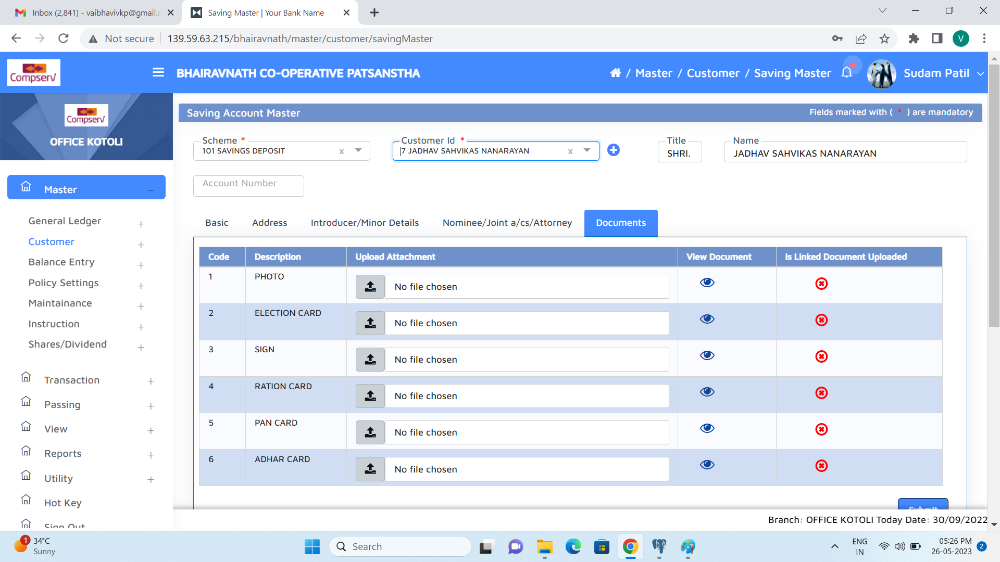 Inbox (2,841) - vaibhavivkp@gmail.c
Saving Master | Your Bank Name
Not secure
139.59.63.215/bhairavnath/master/customer/savingMaster
V
Compserv
BHAIRAVNATH CO-OPERATIVE PATSANSTHA
/ Master / Customer / Saving Master
Sudam Patil
Compserv
OFFICE KOTOLI
Saving Account Master
Fields marked with ( * ) are mandatory
Scheme *
101 SAVINGS DEPOSIT
x
Customer Id *
7 JADHAV SAHVIKAS NANARAYAN
x
Title
SHRI.
Name
JADHAV SAHVIKAS NANARAYAN
Account Number
Master
General Ledger
Customer
Balance Entry
Policy Settings
Maintainance
Instruction
Shares/Dividend
Transaction
Passing
View
Reports
Utility
Hot Key
Sign Out
Basic
Address
Introducer/Minor Details
Nominee/Joint a/cs/Attorney
Documents
Code Description Upload Attachment View Document Is Linked Document Uploaded
1 PHOTO No file chosen
2 ELECTION CARD No file chosen
3 SIGN No file chosen
4 RATION CARD No file chosen
5 PAN CARD No file chosen
6 ADHAR CARD No file chosen
Submit
Branch: OFFICE KOTOLI Today Date: 30/09/2022
1
34°C
Sunny
Search
ENG
IN
05:26 PM
26-05-2023
2